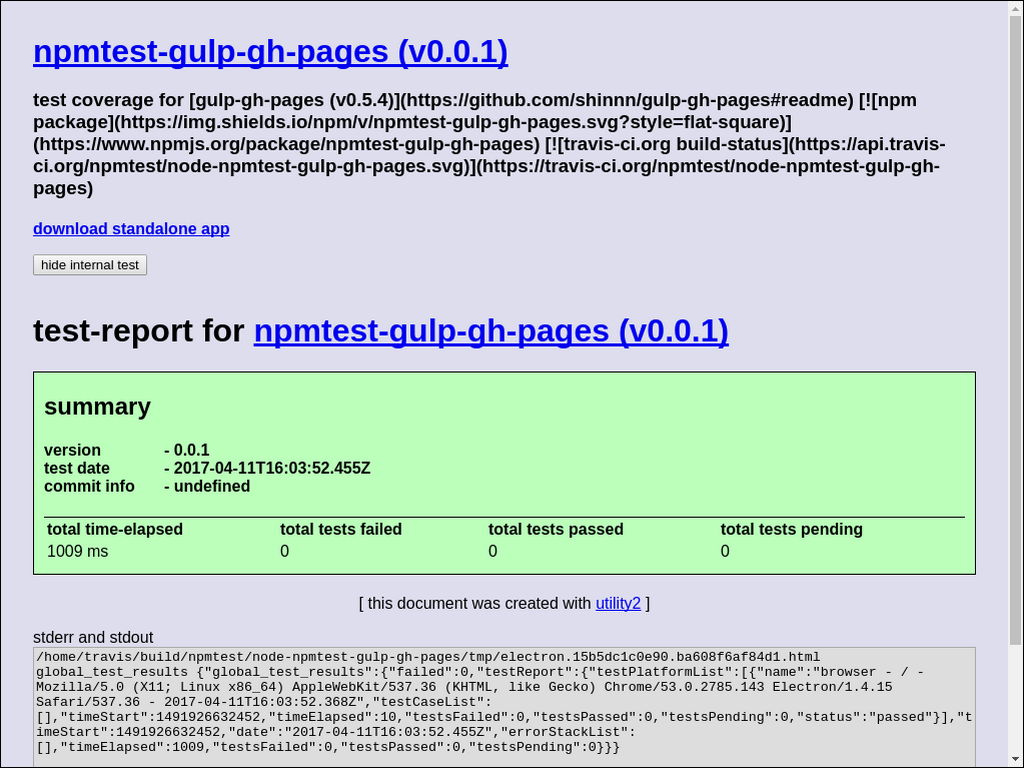 npmtest-gulp-gh-pages (v0.0.1)
test coverage for [gulp-gh-pages (v0.5.4)](https://github.com/shinnn/gulp-gh-pages#readme) [![npm
package](https://img.shields.io/npm/v/npmtest-gulp-gh-pages.svg?style=flat-square)]
(https://www.npmjs.org/package/npmtest-gulp-gh-pages) [![travis-ci.org build-status](https://api.travis-
ci.org/npmtest/node-npmtest-gulp-gh-pages.svg)](https://travis-ci.org/npmtest/node-npmtest-gulp-gh-
pages)
download standalone app
hide internal test
test-report for npmtest-gulp-gh-pages (v0.0.1)
summary
version - 0.0.1
test date - 2017-04-11T16:03:52.455Z
commit info - undefined
total time-elapsed total tests failed total tests passed total tests pending
1009 ms 0 0 0
[ this document was created with utility2 ]
stderr and stdout
/home/travis/build/npmtest/node-npmtest-gulp-gh-pages/tmp/electron.15b5dc1c0e90.ba608f6af84d1.html
global_test_results {"global_test_results":{"failed":0,"testReport":{"testPlatformList":[{"name":"browser - / -
Mozilla/5.0 (X11; Linux x86_64) AppleWebKit/537.36 (KHTML, like Gecko) Chrome/53.0.2785.143 Electron/1.4.15
Safari/537.36 - 2017-04-11T16:03:52.368Z","testCaseList":
[],"timeStart":1491926632452,"timeElapsed":10,"testsFailed":0,"testsPassed":0,"testsPending":0,"status":"passed"}],"t
imeStart":1491926632452,"date":"2017-04-11T16:03:52.455Z","errorStackList":
[],"timeElapsed":1009,"testsFailed":0,"testsPassed":0,"testsPending":0}}}